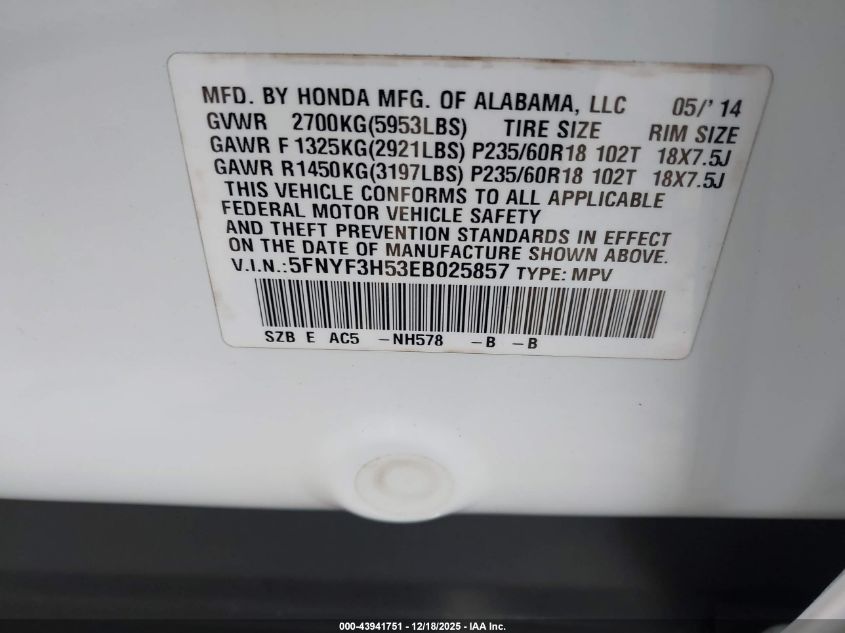 MFD. BY HONDA MFG. OF ALABAMA, LLC 05/' 14
GVWR 2700KG(5953LBS) TIRE SIZE RIM SIZE
GAWR F 1325KG(2921LBS) P235/60R18 102T 18X7.5J
GAWR R1450KG(3197LBS) P235/60R18 102T 18X7.5J
THIS VEHICLE CONFORMS TO ALL APPLICABLE
FEDERAL MOTOR VEHICLE SAFETY
AND THEFT PREVENTION STANDARDS IN EFFECT
ON THE DATE OF MANUFACTURE SHOWN ABOVE.
V.I.N.:5FNYF3H53EB025857 TYPE: MPV
SZB E AC5 -NH578 -B -B
000-43941751 - 12/18/2025 - IAA Inc.